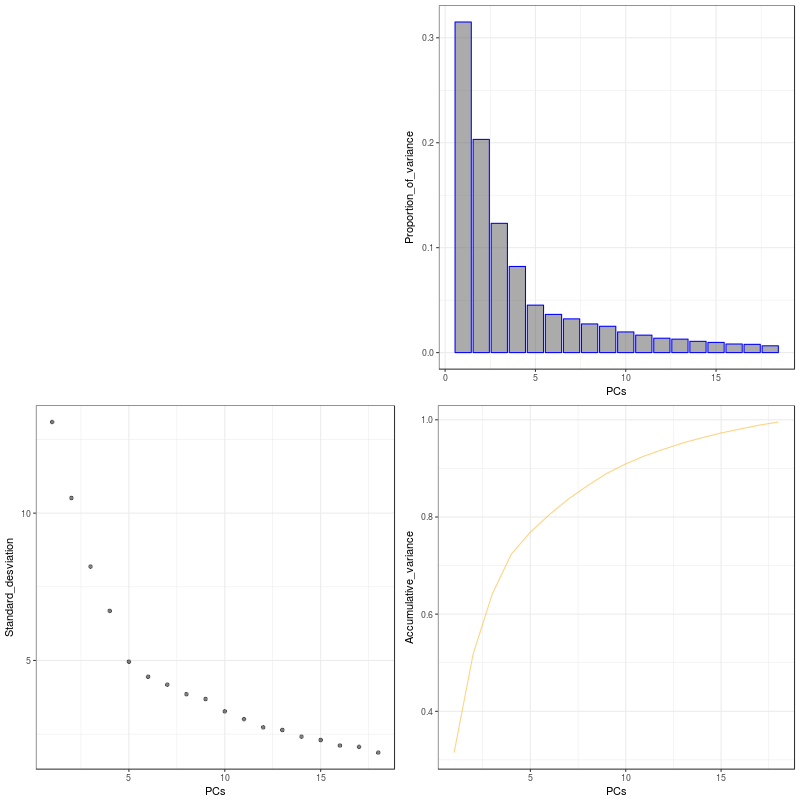 Proportion_of_variance
0.3
0.2
0.1
0.0
0 5 10 15
PCs
Standard_desviation
10
5
5 10 15
PCs
Accumulative_variance
1.0
0.8
0.6
0.4
5 10 15
PCs